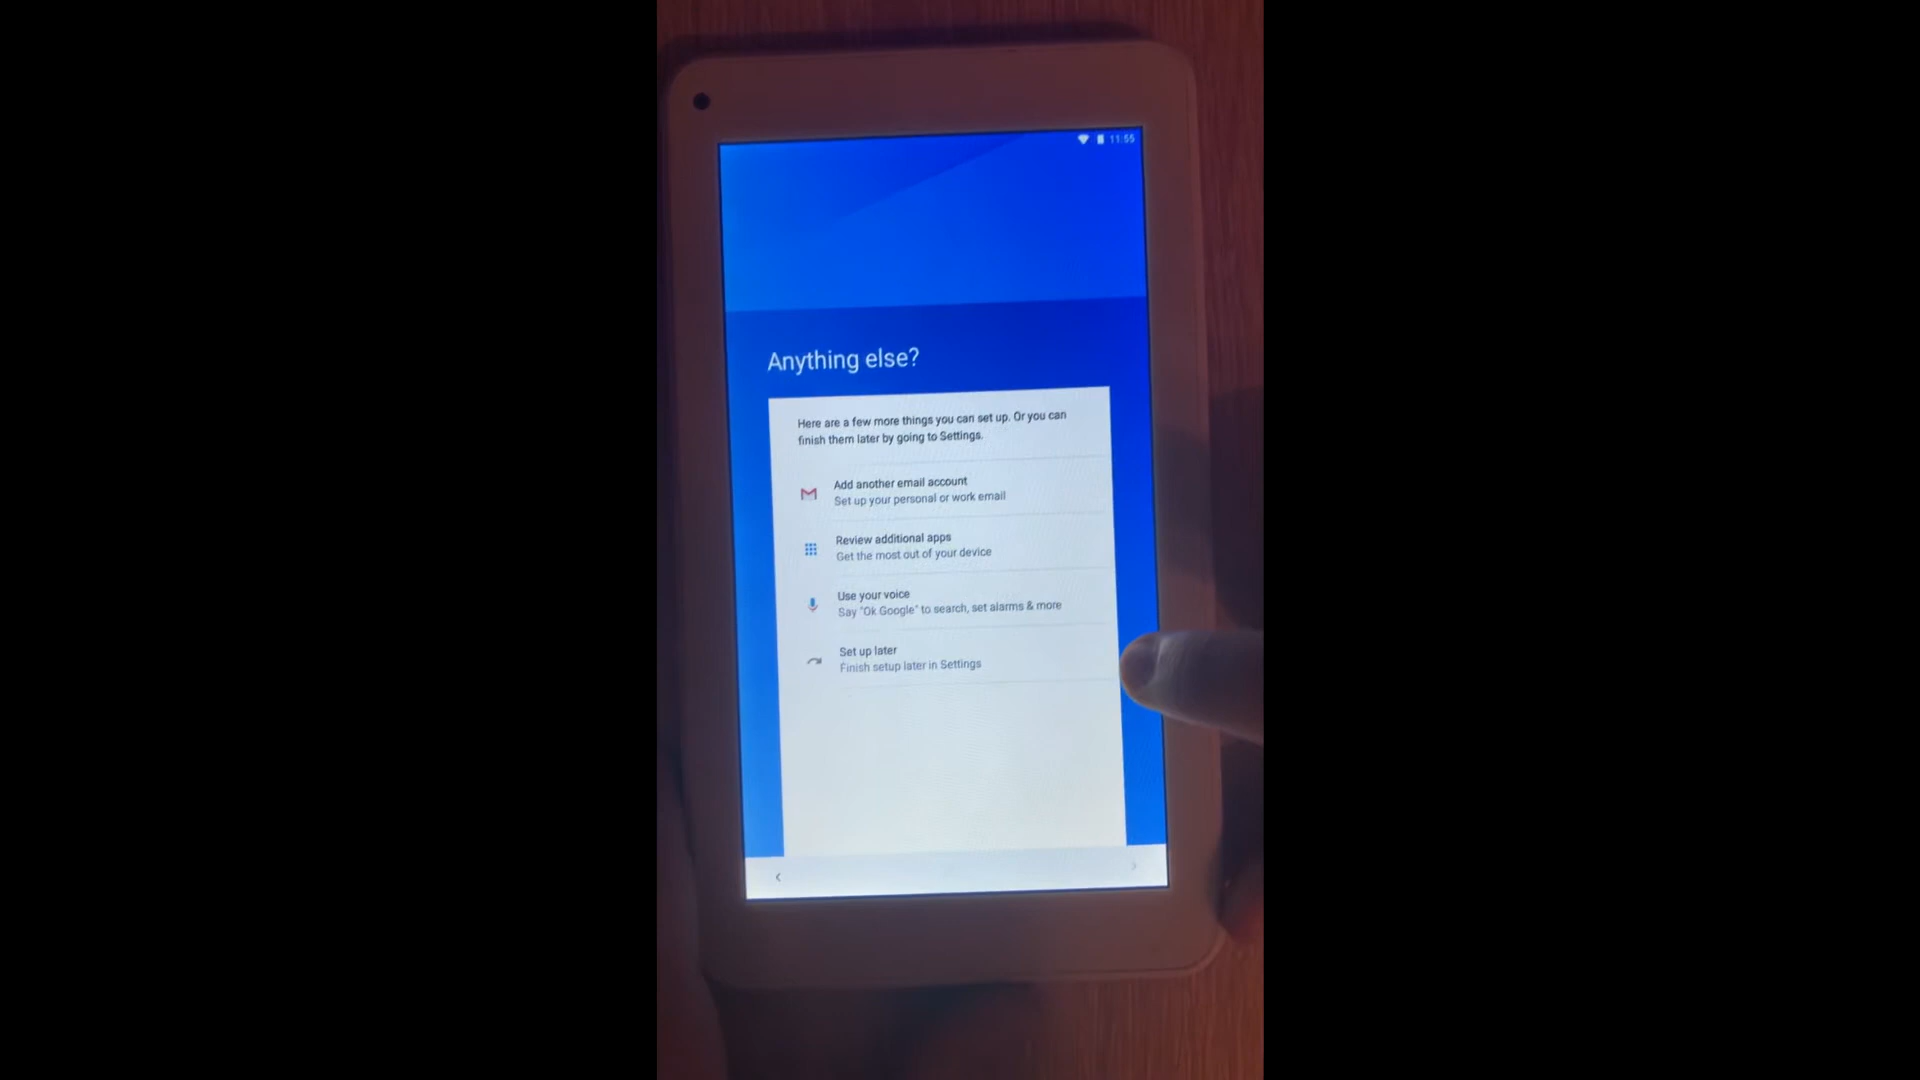 11:55
Anything else?
Here are a few more things you can set up. Or you can
finish them later by going to Settings.
Add another email account
Set up your personal or work email
Review additional apps
Get the most out of your device
Use your voice
Say "Ok Google" to search, set alarms & more
Set up later
Finish setup later in Settings